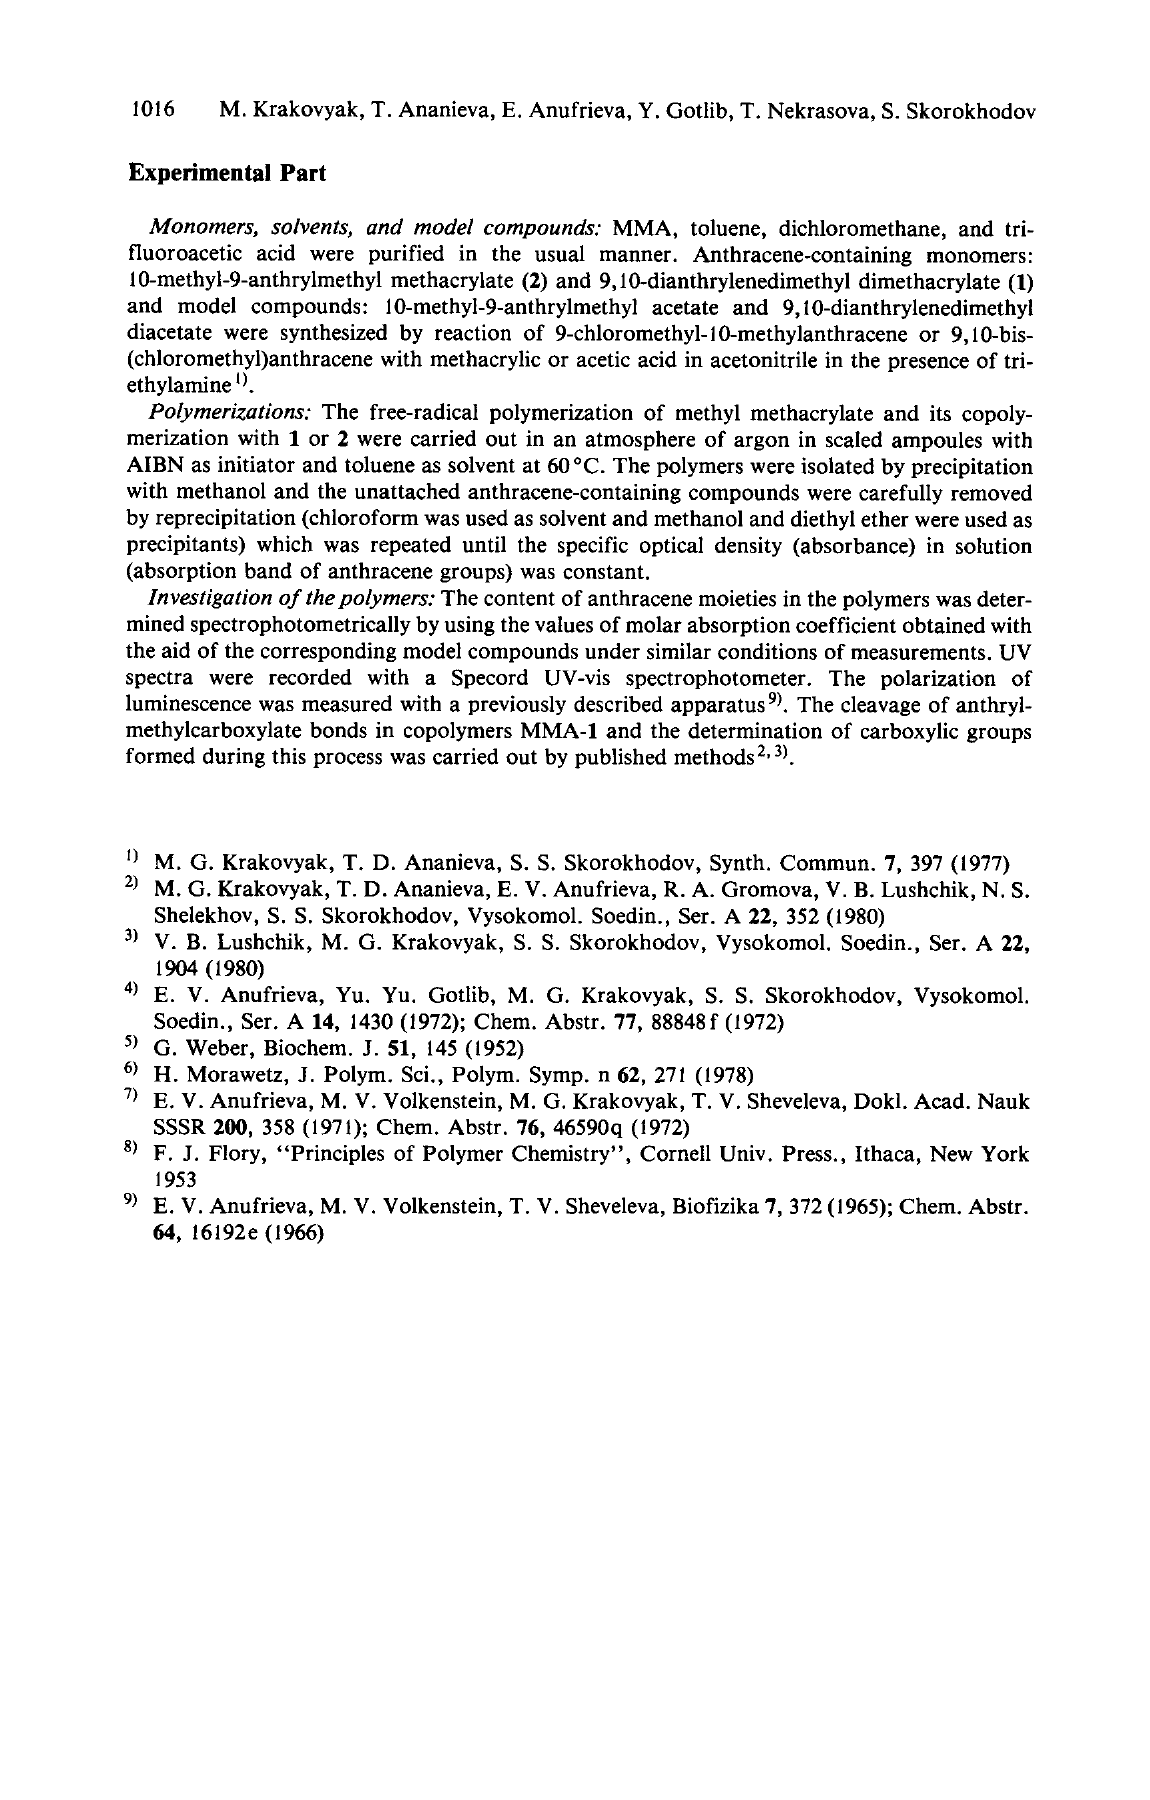 1016 M. Krakovyak, T. Ananieva, E. Anufrieva, Y. Gotlib, T. Nekrasova, S. Skorokhodov
Experimental Part
Monomers, solvents, and model compounds: MMA, toluene, dichloromethane, and tri-
fluoroacetic acid were purified in the usual manner. Anthracene-containing monomers:
10-methyl-9-anthrylmethyl methacrylate (2) and 9,10-dianthrylenedimethyl dimethacrylate (1)
and model compounds: 10-methyl-9-anthrylmethyl acetate and 9,10-dianthrylenedimethyl
diacetate were synthesized by reaction of 9-chloromethyl-10-methylanthracene or 9,10-bis-
(chloromethyl)anthracene with methacrylic or acetic acid in acetonitrile in the presence of tri-
ethylamine 1).
Polymerizations: The free-radical polymerization of methyl methacrylate and its copoly-
merization with 1 or 2 were carried out in an atmosphere of argon in scaled ampoules with
AIBN as initiator and toluene as solvent at 60 °C. The polymers were isolated by precipitation
with methanol and the unattached anthracene-containing compounds were carefully removed
by reprecipitation (chloroform was used as solvent and methanol and diethyl ether were used as
precipitants) which was repeated until the specific optical density (absorbance) in solution
(absorption band of anthracene groups) was constant.
Investigation of the polymers: The content of anthracene moieties in the polymers was deter-
mined spectrophotometrically by using the values of molar absorption coefficient obtained with
the aid of the corresponding model compounds under similar conditions of measurements. UV
spectra were recorded with a Specord UV-vis spectrophotometer. The polarization of
luminescence was measured with a previously described apparatus 9). The cleavage of anthryl-
methylcarboxylate bonds in copolymers MMA-1 and the determination of carboxylic groups
formed during this process was carried out by published methods 2, 3).
1) M. G. Krakovyak, T. D. Ananieva, S. S. Skorokhodov, Synth. Commun. 7, 397 (1977)
2) M. G. Krakovyak, T. D. Ananieva, E. V. Anufrieva, R. A. Gromova, V. B. Lushchik, N. S.
Shelekhov, S. S. Skorokhodov, Vysokomol. Soedin., Ser. A 22, 352 (1980)
3) V. B. Lushchik, M. G. Krakovyak, S. S. Skorokhodov, Vysokomol. Soedin., Ser. A 22,
1904 (1980)
4) E. V. Anufrieva, Yu. Yu. Gotlib, M. G. Krakovyak, S. S. Skorokhodov, Vysokomol.
Soedin., Ser. A 14, 1430 (1972); Chem. Abstr. 77, 88848f (1972)
5) G. Weber, Biochem. J. 51, 145 (1952)
6) H. Morawetz, J. Polym. Sci., Polym. Symp. n 62, 271 (1978)
7) E. V. Anufrieva, M. V. Volkenstein, M. G. Krakovyak, T. V. Sheveleva, Dokl. Acad. Nauk
SSSR 200, 358 (1971); Chem. Abstr. 76, 46590q (1972)
8) F. J. Flory, “Principles of Polymer Chemistry”, Cornell Univ. Press., Ithaca, New York
1953
9) E. V. Anufrieva, M. V. Volkenstein, T. V. Sheveleva, Biofizika 7, 372 (1965); Chem. Abstr.
64, 16192e (1966)